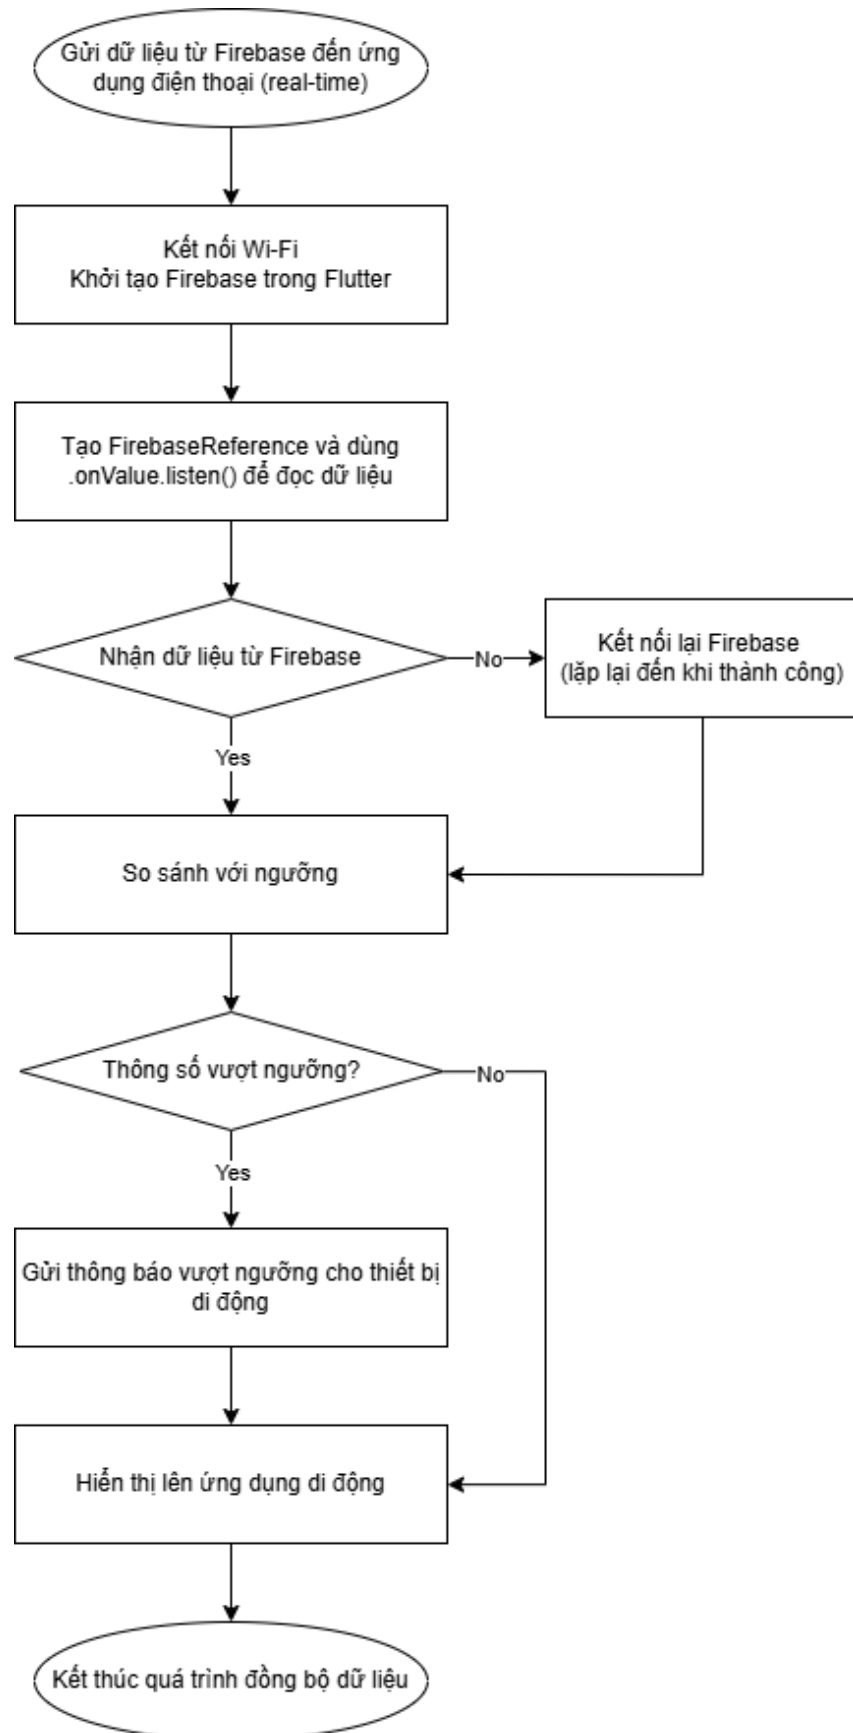 Gửi dữ liệu từ Firebase đến ứng
dụng điện thoại (real-time)
Kết nối Wi-Fi
Khởi tạo Firebase trong Flutter
Tạo FirebaseReference và dùng
.onValue.listen() để đọc dữ liệu
Nhận dữ liệu từ Firebase
No
Kết nối lại Firebase
(lặp lại đến khi thành công)
Yes
So sánh với ngưỡng
Thông số vượt ngưỡng?
No
Yes
Gửi thông báo vượt ngưỡng cho thiết bị
di động
Hiển thị lên ứng dụng di động
Kết thúc quá trình đồng bộ dữ liệu